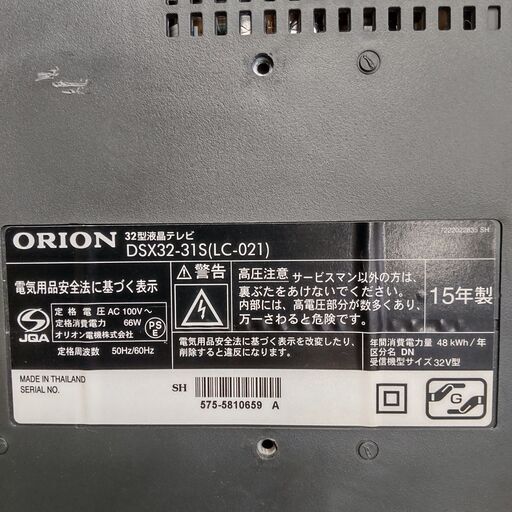 7222022835 SH
ORION
32型液晶テレビ
DSX32-31S(LC-021)
電気用品安全法に基づく表示
定格電圧 AC 100V～
定格消費電力 66W
オリオン電機株式会社
定格周波数 50Hz/60Hz
JQA
PS
E
警告
高圧注意 サービスマン以外の方は、
裏ぶたをあけないでください。
内部には、高電圧部分が数多くあり、
万一さわると危険です。
電気用品安全法に基づく表示を改変したり、
削除すると違反になります。
15年製
年間消費電力量 48 kWh/年
区分名 DN
受信機型サイズ 32V型
MADE IN THAILAND
SERIAL NO.
SH
575-5810659 A
G